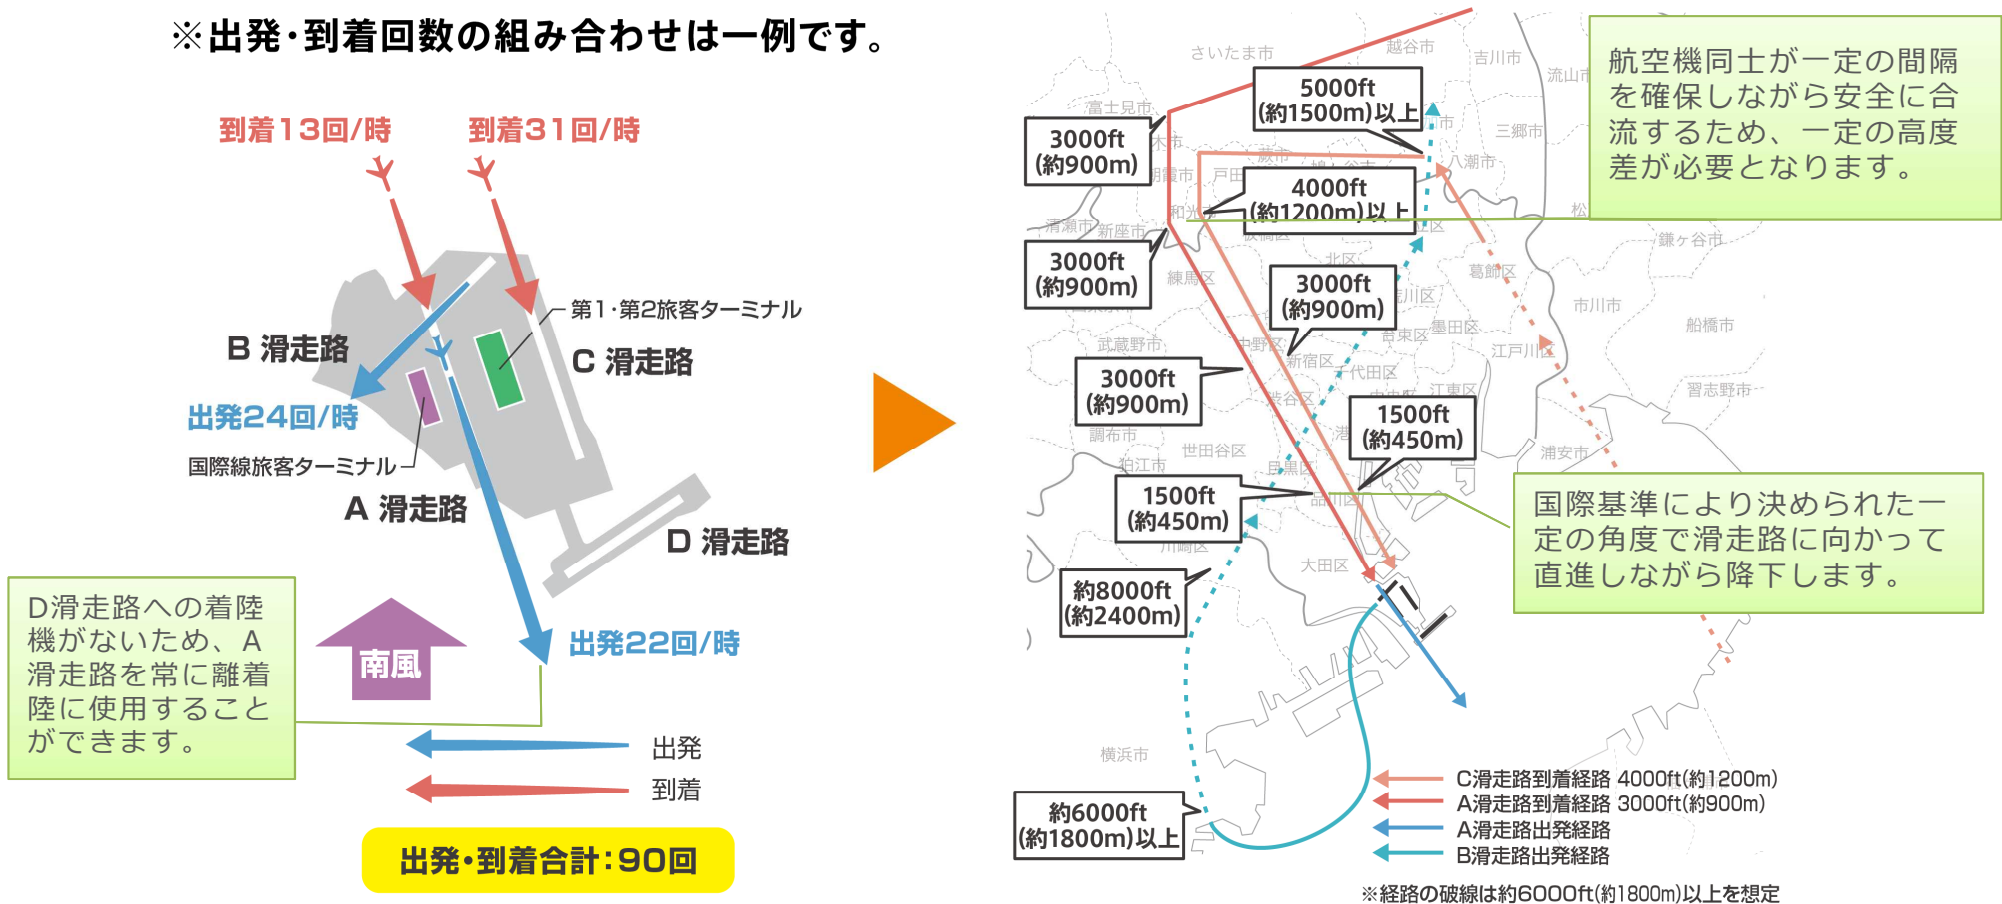 ※出発・到着回数の組み合わせは一例です。
到着13回/時
到着31回/時
第1・第2旅客ターミナル
B 滑走路
C 滑走路
出発24回/時
国際線旅客ターミナル
A 滑走路
D 滑走路
D滑走路への着陸
機がないため、A
滑走路を常に離着
陸に使用すること
ができます。
南風
出発22回/時
出発
到着
出発・到着合計：90回
さいたま市
越谷市
吉川市
流山市
富士見市
三郷市
八潮市
蕨市
戸田
和光市
清瀬市
新座市
鎌ヶ谷市
北区
練馬区
葛飾区
市川市
船橋市
荒川区
墨田区
台東区
武蔵野市
中野区
新宿区
千代田区
江戸川区
江東区
習志野市
渋谷区
調布市
世田谷区
狛江市
目黒区
港
浦安市
品川区
川崎区
大田区
横浜市
5000ft
(約1500m)以上
3000ft
(約900m)
4000ft
(約1200m)以上
3000ft
(約900m)
3000ft
(約900m)
3000ft
(約900m)
1500ft
(約450m)
1500ft
(約450m)
約8000ft
(約2400m)
約6000ft
(約1800m)以上
航空機同士が一定の間隔
を確保しながら安全に合
流するため、一定の高度
差が必要となります。
国際基準により決められた一
定の角度で滑走路に向かって
直進しながら降下します。
C滑走路到着経路 4000ft(約1200m)
A滑走路到着経路 3000ft(約900m)
A滑走路出発経路
B滑走路出発経路
※経路の破線は約6000ft(約1800m)以上を想定